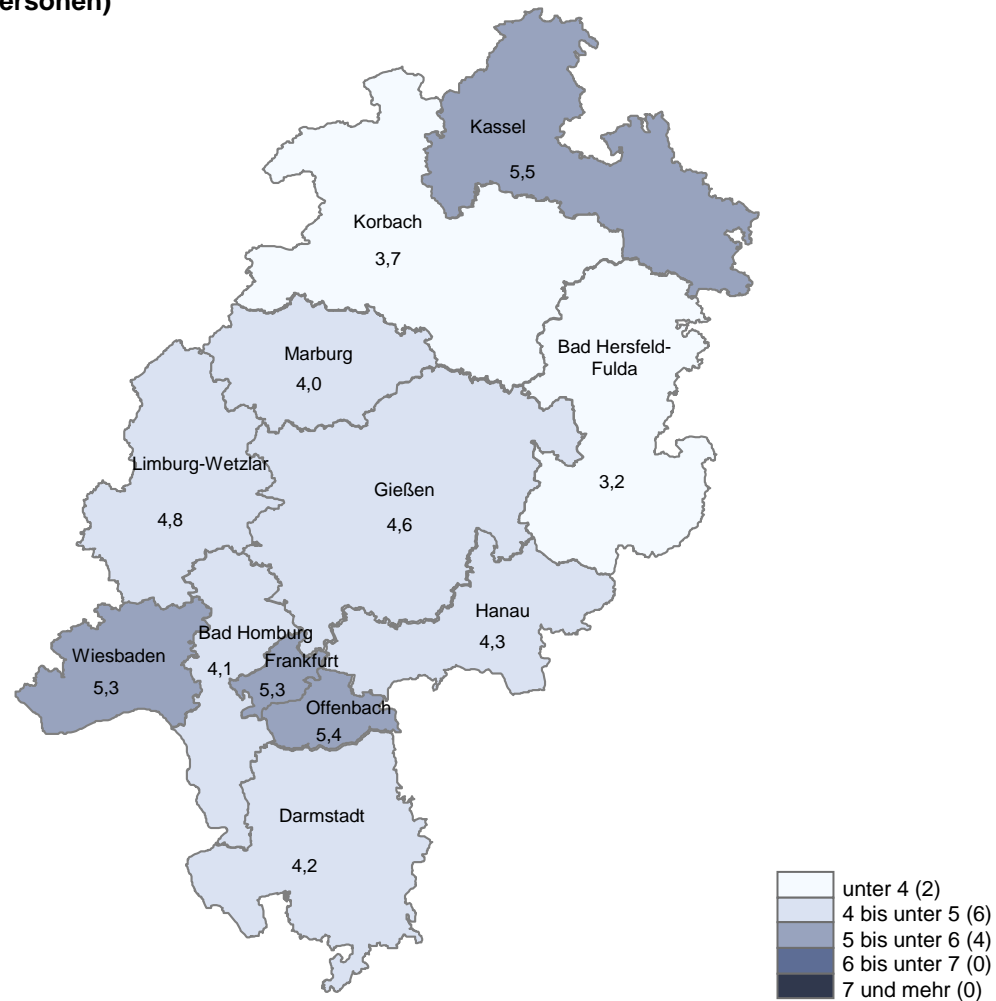 ersonen)
Kassel
5,5
Korbach
3,7
Marburg
4,0
Bad Hersfeld-
Fulda
3,2
Limburg-Wetzlar
4,8
Gießen
4,6
Hanau
4,3
Bad Homburg
4,1
Wiesbaden
5,3
Frankfurt
5,3
Offenbach
5,4
Darmstadt
4,2
unter 4 (2)
4 bis unter 5 (6)
5 bis unter 6 (4)
6 bis unter 7 (0)
7 und mehr (0)